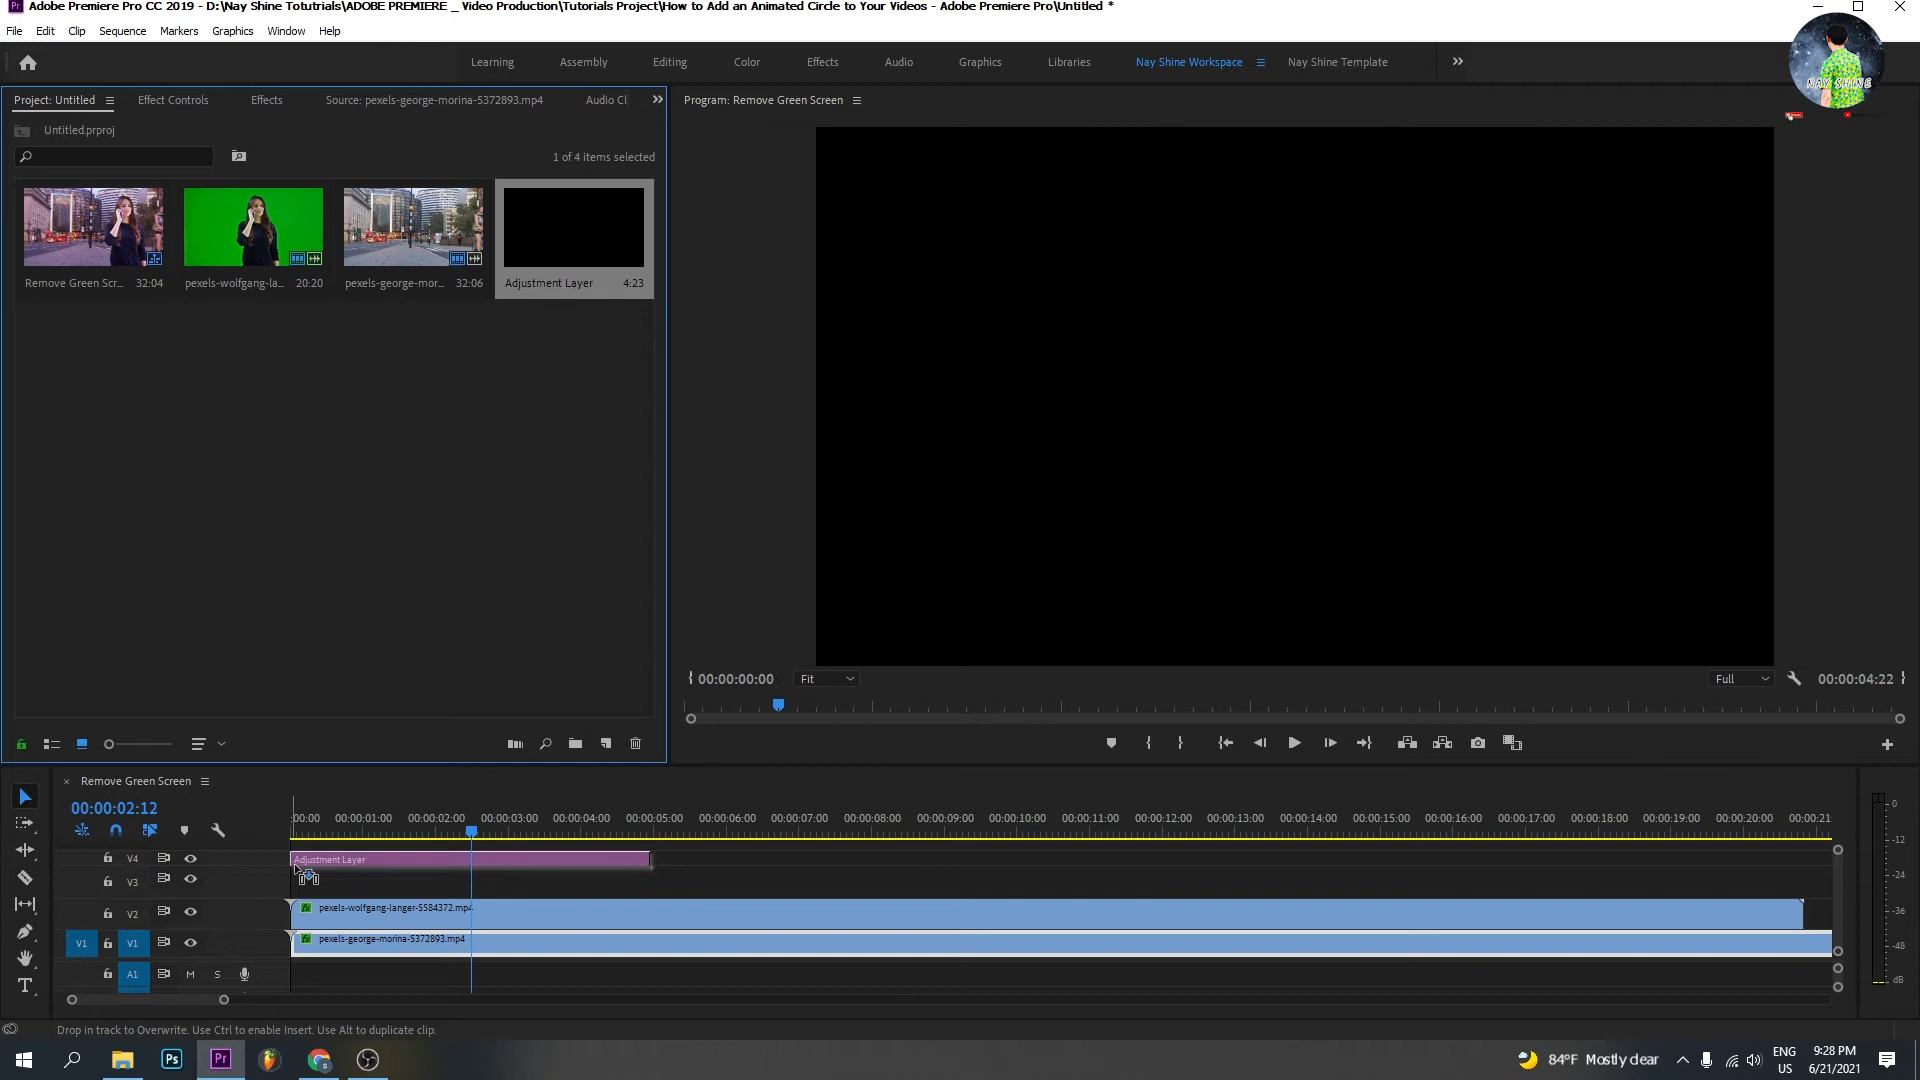 Adobe Premiere Pro CC 2019 - D:\Nay Shine Totutrials\ADOBE PREMIERE _ Video Production\Tutorials Project\How to Add an Animated Circle to Your Videos - Adobe Premiere Pro\Untitled *
File Edit Clip Sequence Markers Graphics Window Help
Learning Assembly Editing Color Effects Audio Graphics Libraries Nay Shine Workspace Nay Shine Template
NAY SHINE
Project: Untitled Effect Controls Effects Source: pexels-george-morina-5372893.mp4 Audio Cl
Program: Remove Green Screen
Untitled.prproj
1 of 4 items selected
Remove Green Scr... 32:04 pexels-wolfgang-la... 20:20 pexels-george-mor... 32:06 Adjustment Layer 4:23
00:00:00:00 Fit Full 00:00:04:22
Remove Green Screen
00:00:02:12
:00:00 00:00:01:00 00:00:02:00 00:00:03:00 00:00:04:00 00:00:05:00 00:00:06:00 00:00:07:00 00:00:08:00 00:00:09:00 00:00:10:00 00:00:11:00 00:00:12:00 00:00:13:00 00:00:14:00 00:00:15:00 00:00:16:00 00:00:17:00 00:00:18:00 00:00:19:00 00:00:20:00 00:00:21
V4 Adjustment Layer
V3
V2 fx pexels-wolfgang-langer-5584372.mp4
V1 V1 fx pexels-george-morina-5372893.mp4
A1 M S
0
-12
-24
-36
-48
dB
Drop in track to Overwrite. Use Ctrl to enable Insert. Use Alt to duplicate clip.
Ps Pr
84°F Mostly clear
ENG
US
9:28 PM
6/21/2021